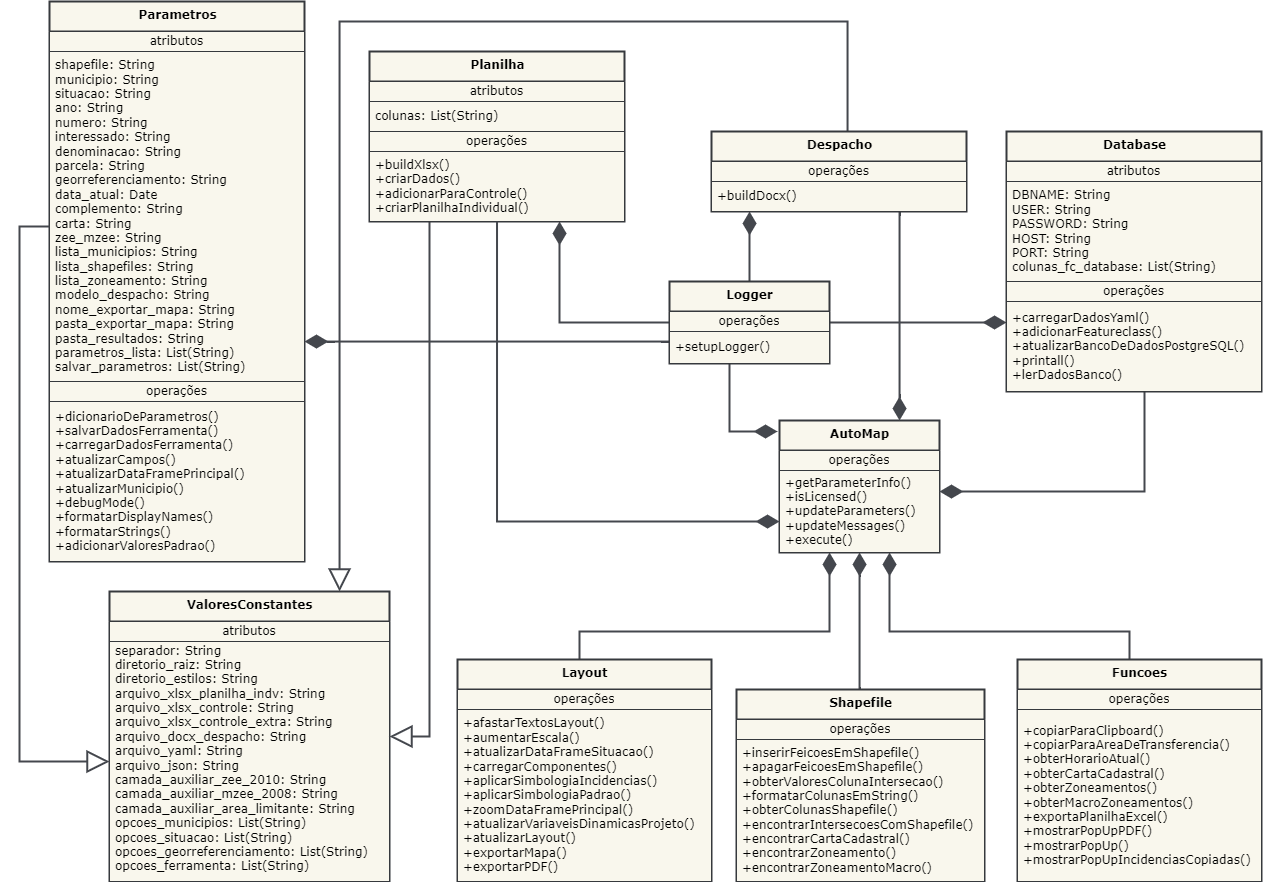 Parametros
atributos
shapefile: String
municipio: String
situacao: String
ano: String
numero: String
interessado: String
denominacao: String
parcela: String
georreferenciamento: String
data_atual: Date
complemento: String
carta: String
zee_mzee: String
lista_municipios: String
lista_shapefiles: String
lista_zoneamento: String
modelo_despacho: String
nome_exportar_mapa: String
pasta_exportar_mapa: String
pasta_resultados: String
parametros_lista: List(String)
salvar_parametros: List(String)
operações
+dicionarioDeParametros()
+salvarDadosFerramenta()
+carregarDadosFerramenta()
+atualizarCampos()
+atualizarDataFramePrincipal()
+atualizarMunicipio()
+debugMode()
+formatarDisplayNames()
+formatarStrings()
+adicionarValoresPadrao()
Planilha
atributos
colunas: List(String)
operações
+buildXlsx()
+criarDados()
+adicionarParaControle()
+criarPlanilhaIndividual()
Despacho
operações
+buildDocx()
Database
atributos
DBNAME: String
USER: String
PASSWORD: String
HOST: String
PORT: String
colunas_fc_database: List(String)
operações
+carregarDadosYaml()
+adicionarFeatureclass()
+atualizarBancoDeDadosPostgreSQL()
+printall()
+lerDadosBanco()
Logger
operações
+setupLogger()
AutoMap
operações
+getParameterInfo()
+isLicensed()
+updateParameters()
+updateMessages()
+execute()
ValoresConstantes
atributos
separador: String
diretorio_raiz: String
diretorio_estilos: String
arquivo_xlsx_planilha_indv: String
arquivo_xlsx_controle: String
arquivo_xlsx_controle_extra: String
arquivo_docx_despacho: String
arquivo_yaml: String
arquivo_json: String
camada_auxiliar_zee_2010: String
camada_auxiliar_mzee_2008: String
camada_auxiliar_area_limitante: String
opcoes_municipios: List(String)
opcoes_situacao: List(String)
opcoes_georreferenciamento: List(String)
opcoes_ferramenta: List(String)
Layout
operações
+afastarTextosLayout()
+aumentarEscala()
+atualizarDataFrameSituacao()
+carregarComponentes()
+aplicarSimbologiaIncidencias()
+aplicarSimbologiaPadrao()
+zoomDataFramePrincipal()
+atualizarVariaveisDinamicasProjeto()
+atualizarLayout()
+exportarMapa()
+exportarPDF()
Shapefile
operações
+inserirFeicoesEmShapefile()
+apagarFeicoesEmShapefile()
+obterValoresColunaIntersecao()
+formatarColunasEmString()
+obterColunasShapefile()
+encontrarIntersecoesComShapefile()
+encontrarCartaCadastral()
+encontrarZoneamento()
+encontrarZoneamentoMacro()
Funcoes
operações
+copiarParaClipboard()
+copiarParaAreaDeTransferencia()
+obterHorarioAtual()
+obterCartaCadastral()
+obterZoneamentos()
+obterMacroZoneamentos()
+exportaPlanilhaExcel()
+mostrarPopUpPDF()
+mostrarPopUp()
+mostrarPopUpIncidenciasCopiadas()